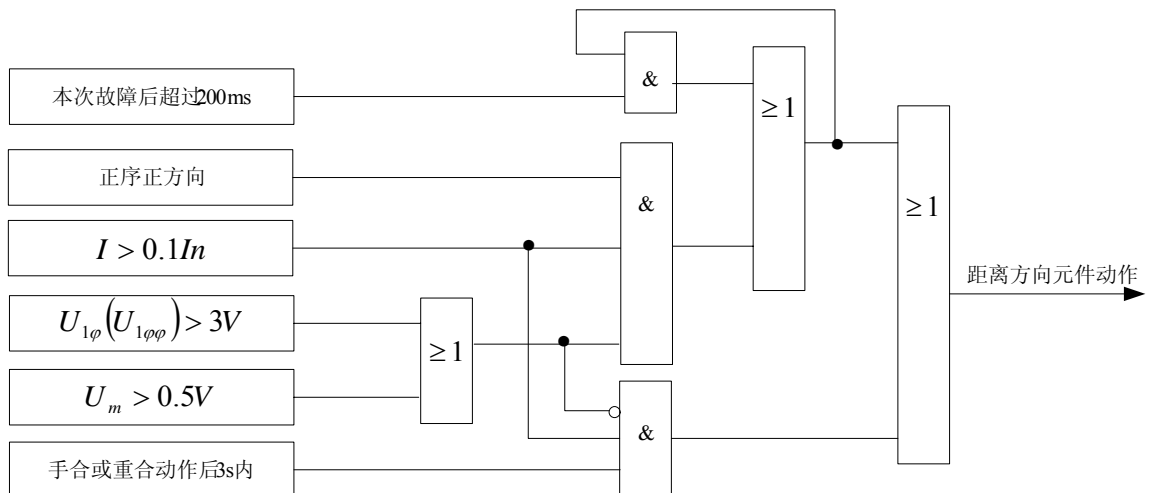 本次故障后超过200ms
&
≥1
正序正方向
&
≥1
I > 0.1In
距离方向元件动作
U1φ(U1φφ) > 3V
≥1
Um > 0.5V
&
手合或重合动作后3s内